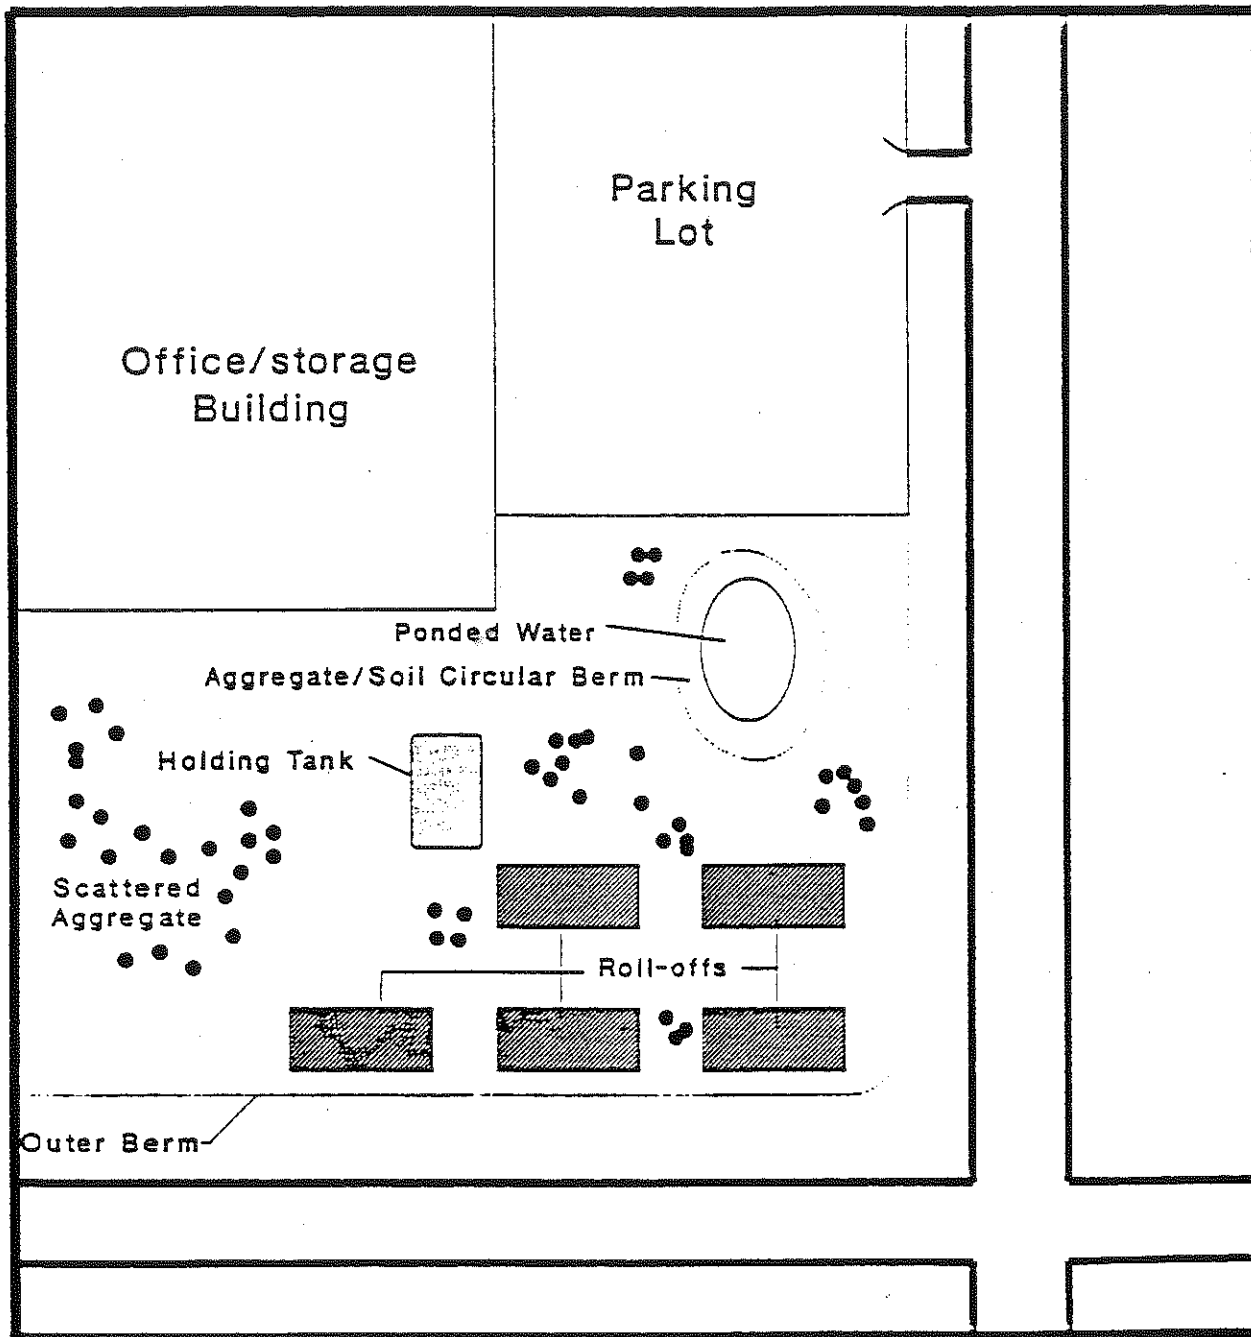 Parking
Lot
Office/storage
Building
Ponded Water
Aggregate/Soil Circular Berm
Holding Tank
Scattered
Aggregate
Roll-offs
Outer Berm